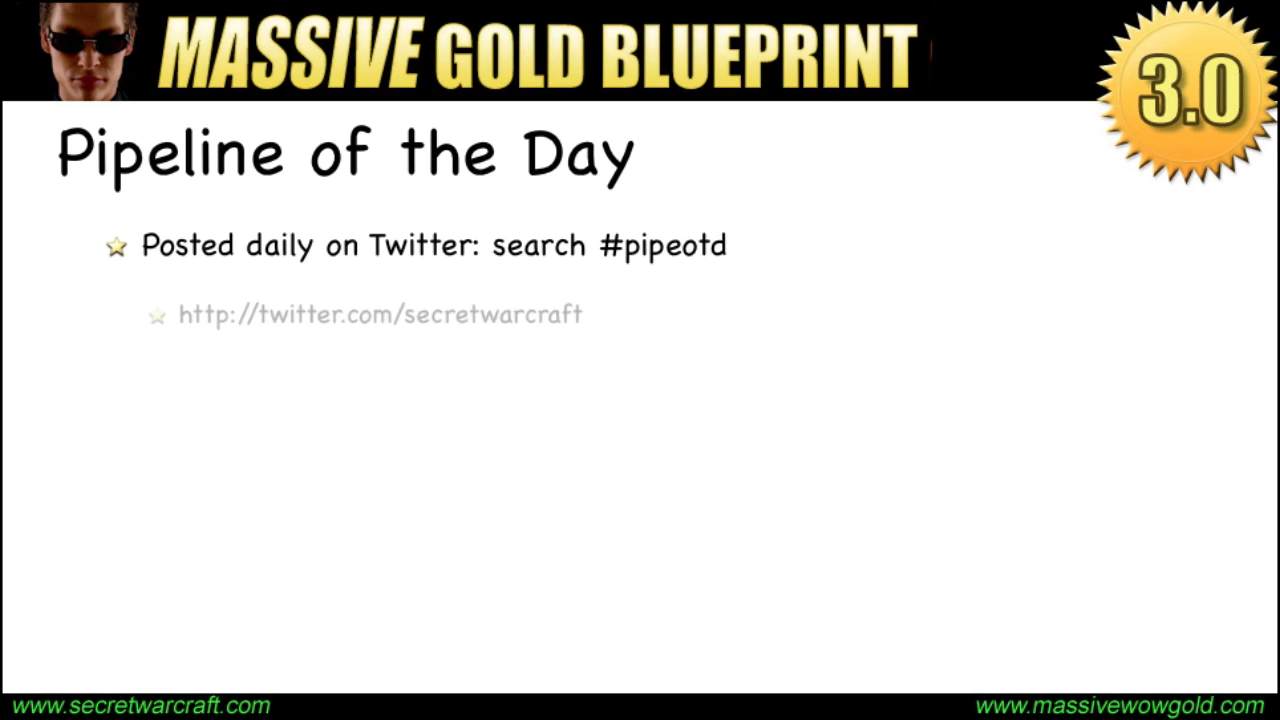 MASSIVE GOLD BLUEPRINT
3.0
Pipeline of the Day
Posted daily on Twitter: search #pipeotd
http://twitter.com/secretwarcraft
www.secretwarcraft.com
www.massivewowgold.com